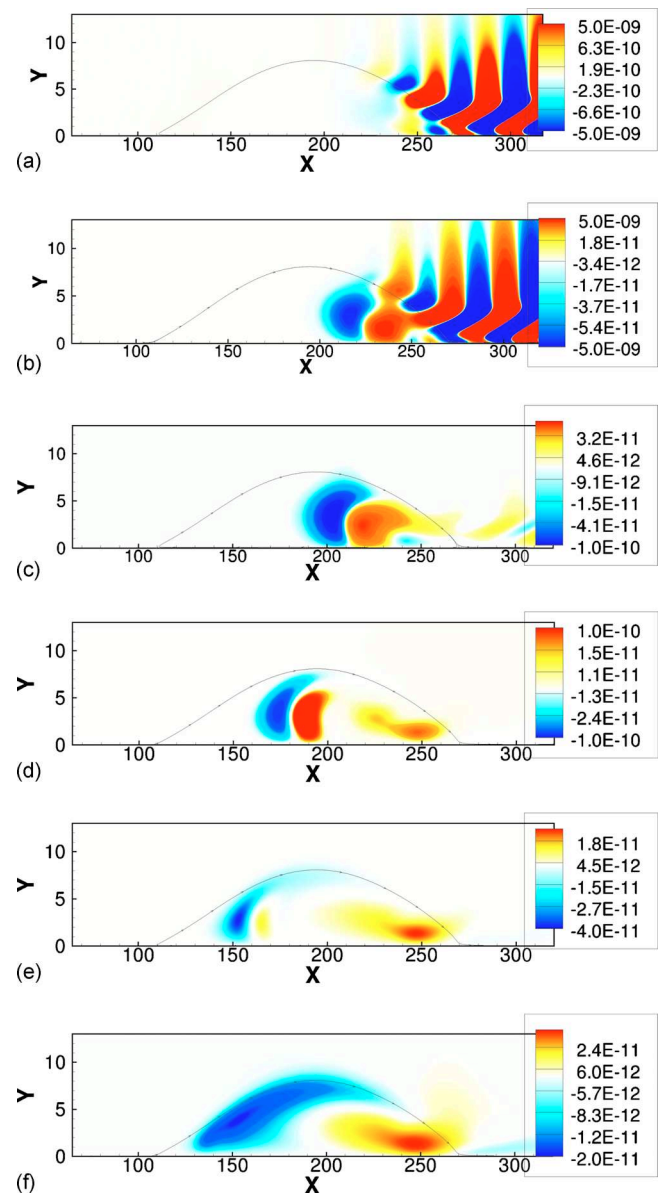 5.0E-09
6.3E-10
1.9E-10
-2.3E-10
-6.6E-10
-5.0E-09
10
5
0
Y
100 150 200 250 300
X
(a)
5.0E-09
1.8E-11
-3.4E-12
-1.7E-11
-3.7E-11
-5.4E-11
-5.0E-09
10
5
0
Y
100 150 200 250 300
X
(b)
3.2E-11
4.6E-12
-9.1E-12
-1.5E-11
-4.1E-11
-1.0E-10
10
5
0
Y
100 150 200 250 300
X
(c)
1.0E-10
1.5E-11
1.1E-11
-1.3E-11
-2.4E-11
-1.0E-10
10
5
0
Y
100 150 200 250 300
X
(d)
1.8E-11
4.5E-12
-1.5E-11
-2.7E-11
-4.0E-11
10
5
0
Y
100 150 200 250 300
X
(e)
2.4E-11
6.0E-12
-5.7E-12
-8.3E-12
-1.2E-11
-2.0E-11
10
5
0
Y
100 150 200 250 300
X
(f)